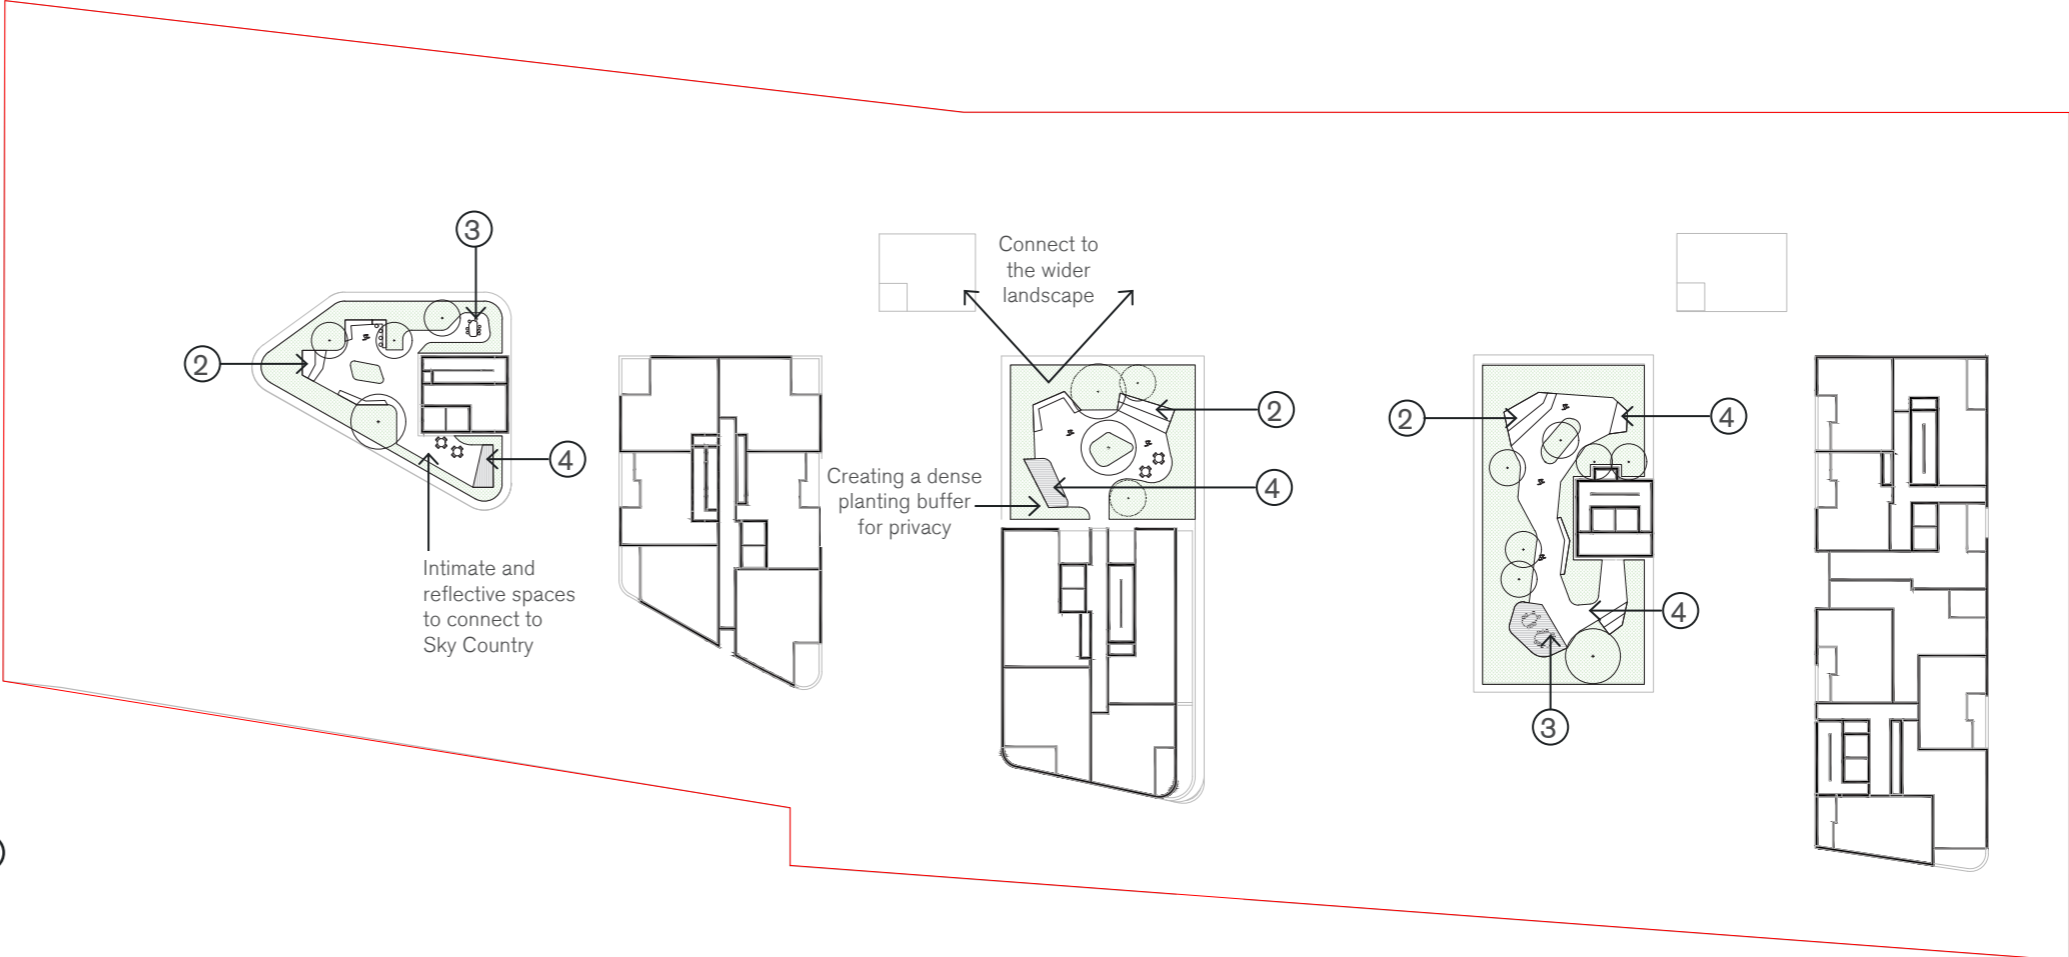 3
Connect to
the wider
landscape
2
2
2
4
4
4
Creating a dense
planting buffer
for privacy
Intimate and
reflective spaces
to connect to
Sky Country
4
3